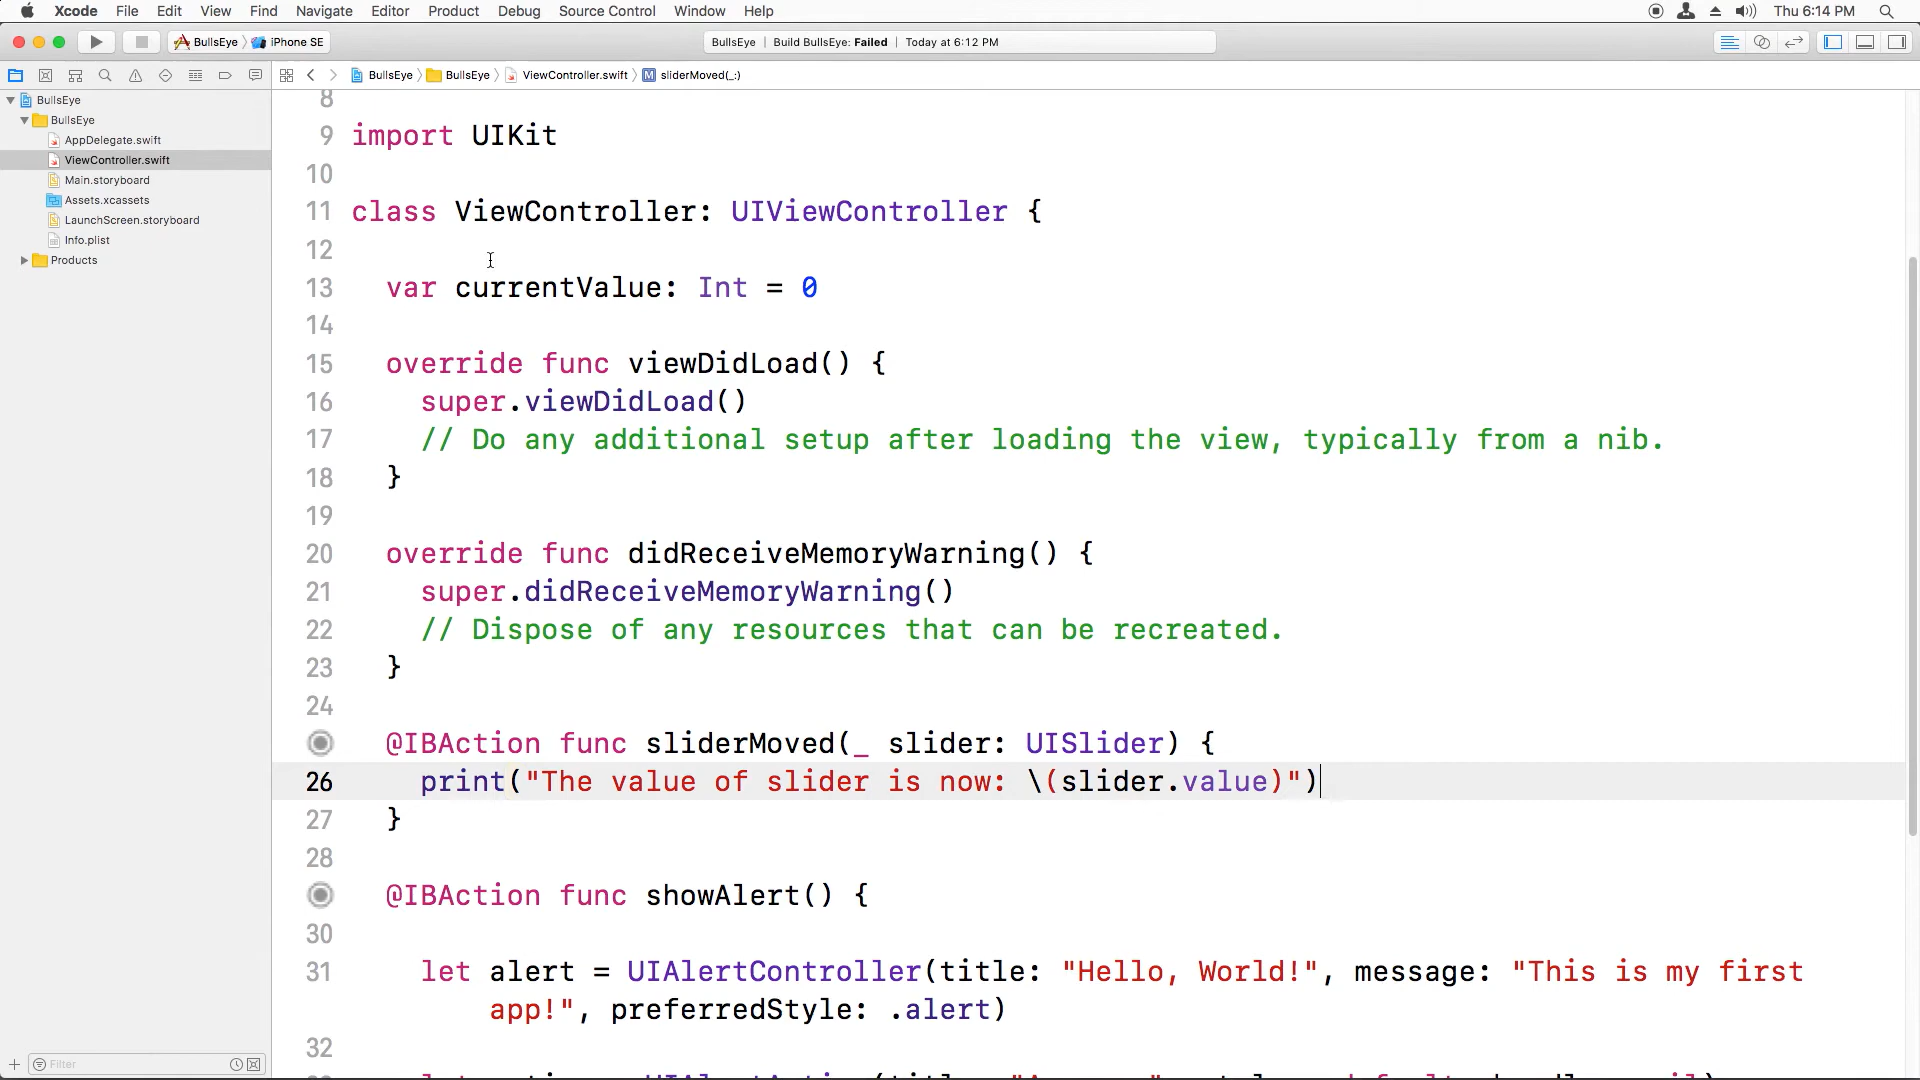 Xcode File Edit View Find Navigate Editor Product Debug Source Control Window Help Thu 6:14 PM
BullsEye iPhone SE BullsEye | Build BullsEye: Failed | Today at 6:12 PM
BullsEye BullsEye ViewController.swift M sliderMoved(_:)
BullsEye
BullsEye
AppDelegate.swift
ViewController.swift
Main.storyboard
Assets.xcassets
LaunchScreen.storyboard
Info.plist
Products
Filter
8
9 import UIKit
10
11 class ViewController: UIViewController {
12
13 var currentValue: Int = 0
14
15 override func viewDidLoad() {
16 super.viewDidLoad()
17 // Do any additional setup after loading the view, typically from a nib.
18 }
19
20 override func didReceiveMemoryWarning() {
21 super.didReceiveMemoryWarning()
22 // Dispose of any resources that can be recreated.
23 }
24
@IBAction func sliderMoved(_ slider: UISlider) {
26 print("The value of slider is now: \(slider.value)")
27 }
28
@IBAction func showAlert() {
30
31 let alert = UIAlertController(title: "Hello, World!", message: "This is my first
app!", preferredStyle: .alert)
32